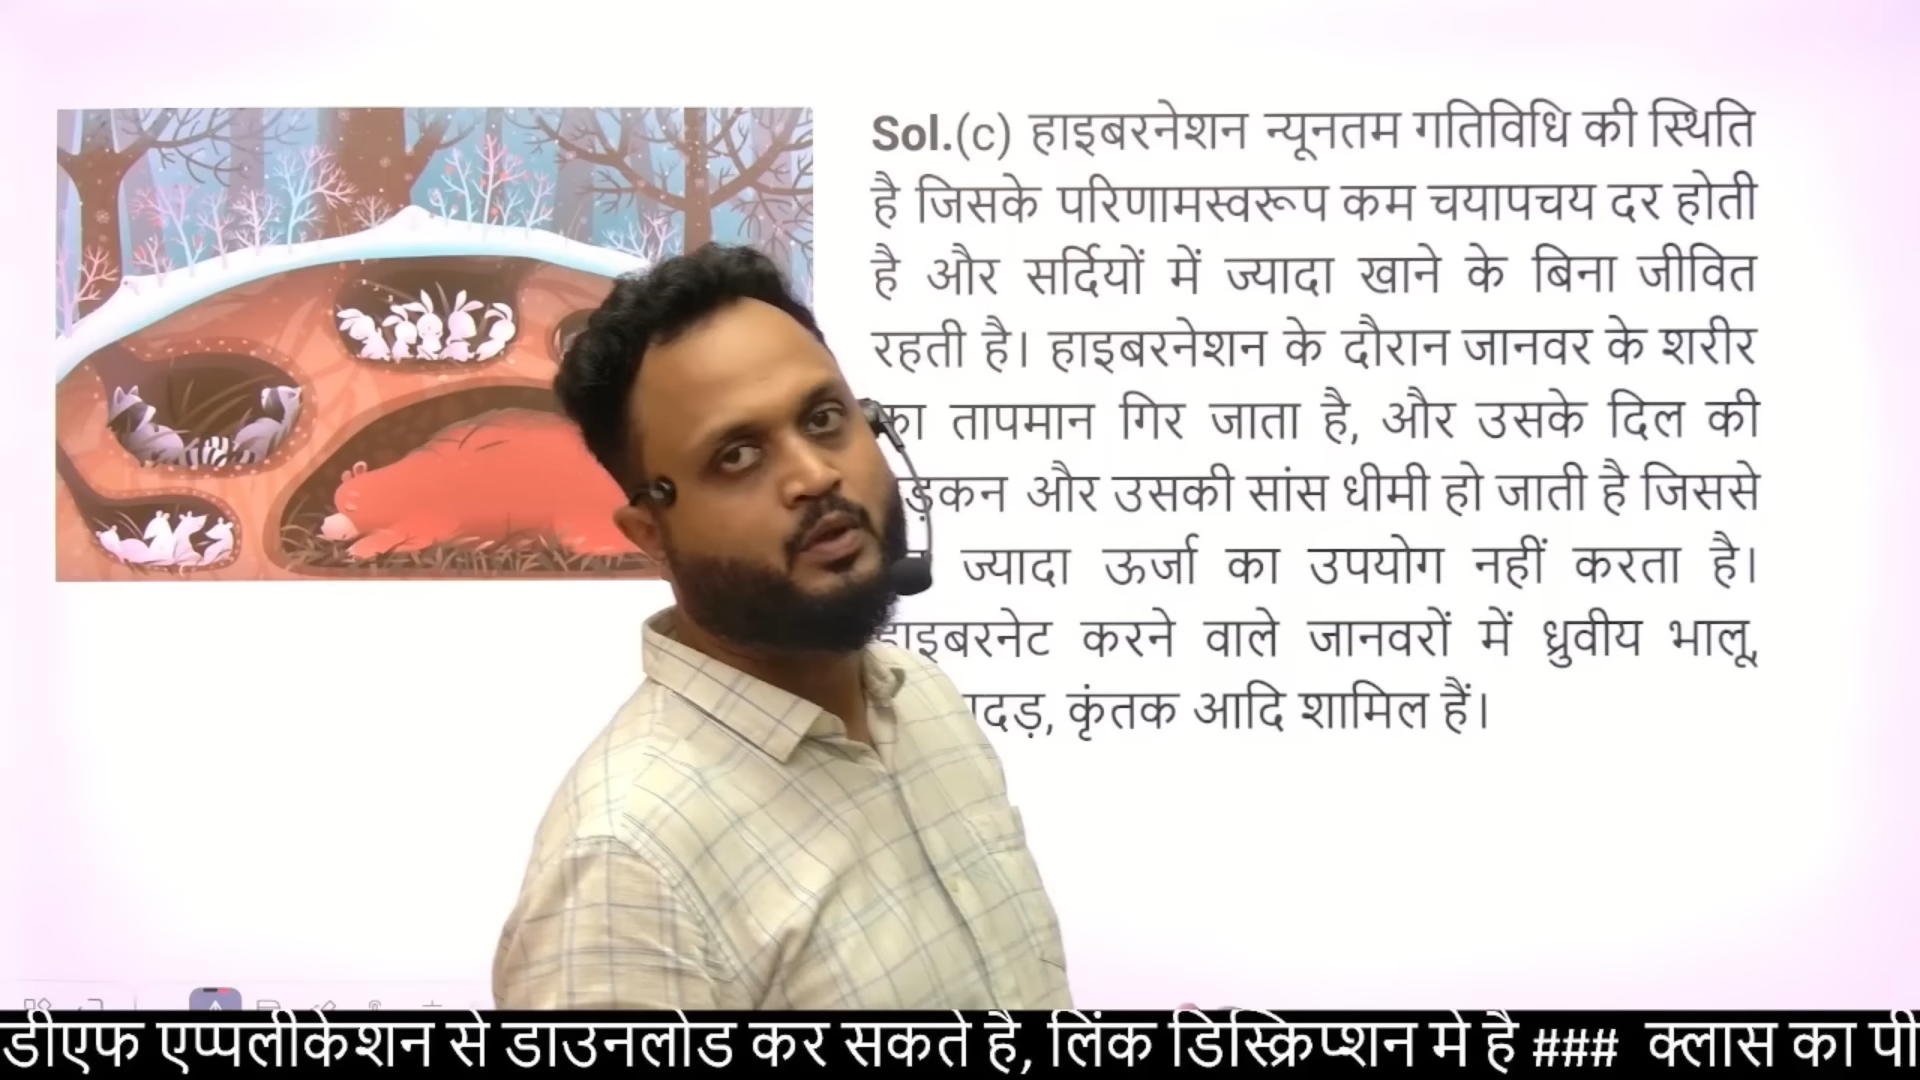 Sol.(c) हाइबरनेशन न्यूनतम गतिविधि की स्थिति
है जिसके परिणामस्वरूप कम चयापचय दर होती
है और सर्दियों में ज्यादा खाने के बिना जीवित
रहती है। हाइबरनेशन के दौरान जानवर के शरीर
का तापमान गिर जाता है, और उसके दिल की
और उसकी सांस धीमी हो जाती है जिससे
ज्यादा ऊर्जा का उपयोग नहीं करता है।
हाइबरनेट करने वाले जानवरों में ध्रुवीय भालू,
कृंतक आदि शामिल हैं।
डीएफ एप्पलीकेशन से डाउनलोड कर सकते है, लिंक डिस्क्रिप्शन मे है ### क्लास का पी